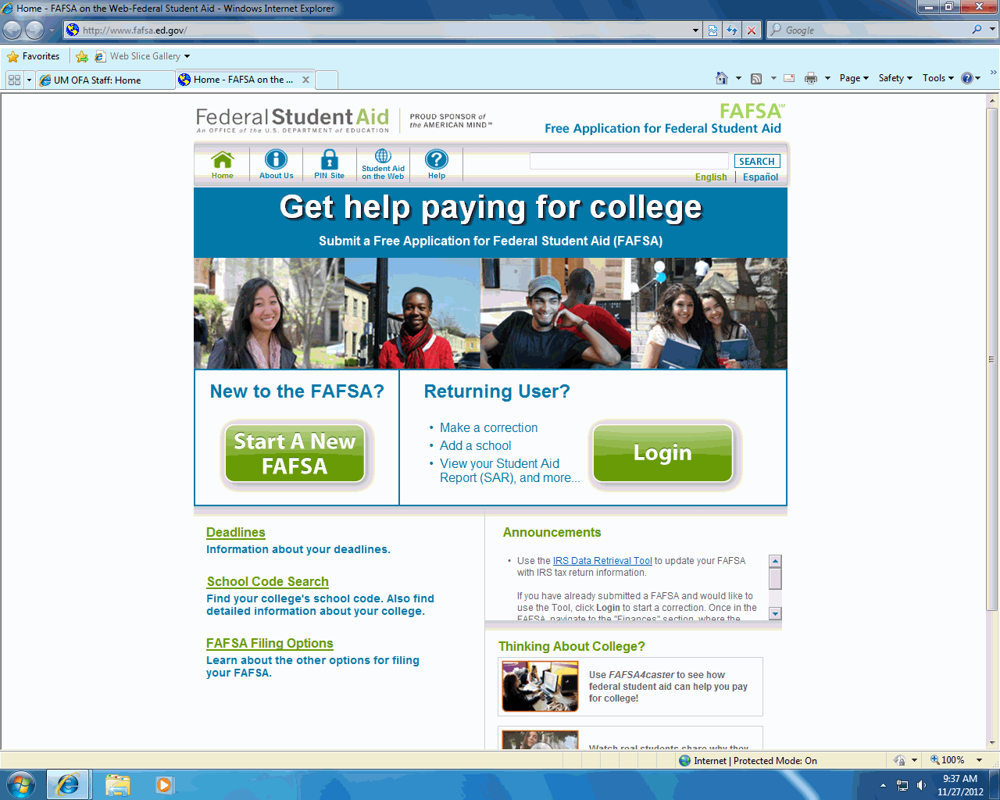 Home - FAFSA on the Web-Federal Student Aid - Windows Internet Explorer
http://www.fafsa.ed.gov/
Google
Favorites
Web Slice Gallery
UM OFA Staff: Home
Home - FAFSA on the ...
Page
Safety
Tools
Federal Student Aid
An OFFICE of the U.S. DEPARTMENT of EDUCATION
PROUD SPONSOR of
the AMERICAN MIND™
FAFSA™
Free Application for Federal Student Aid
Home
About Us
PIN Site
Student Aid
on the Web
Help
SEARCH
English
Español
Get help paying for college
Submit a Free Application for Federal Student Aid (FAFSA)
New to the FAFSA?
Start A New
FAFSA
Returning User?
• Make a correction
• Add a school
• View your Student Aid
Report (SAR), and more...
Login
Deadlines
Information about your deadlines.
School Code Search
Find your college's school code. Also find
detailed information about your college.
FAFSA Filing Options
Learn about the other options for filing
your FAFSA.
Announcements
• Use the IRS Data Retrieval Tool to update your FAFSA
with IRS tax return information.
If you have already submitted a FAFSA and would like to
use the Tool, click Login to start a correction. Once in the
FAFSA, navigate to the "Finances" section, where the
Thinking About College?
Use FAFSA4caster to see how
federal student aid can help you pay
for college!
Watch real students share why they
Internet | Protected Mode: On
100%
9:37 AM
11/27/2012